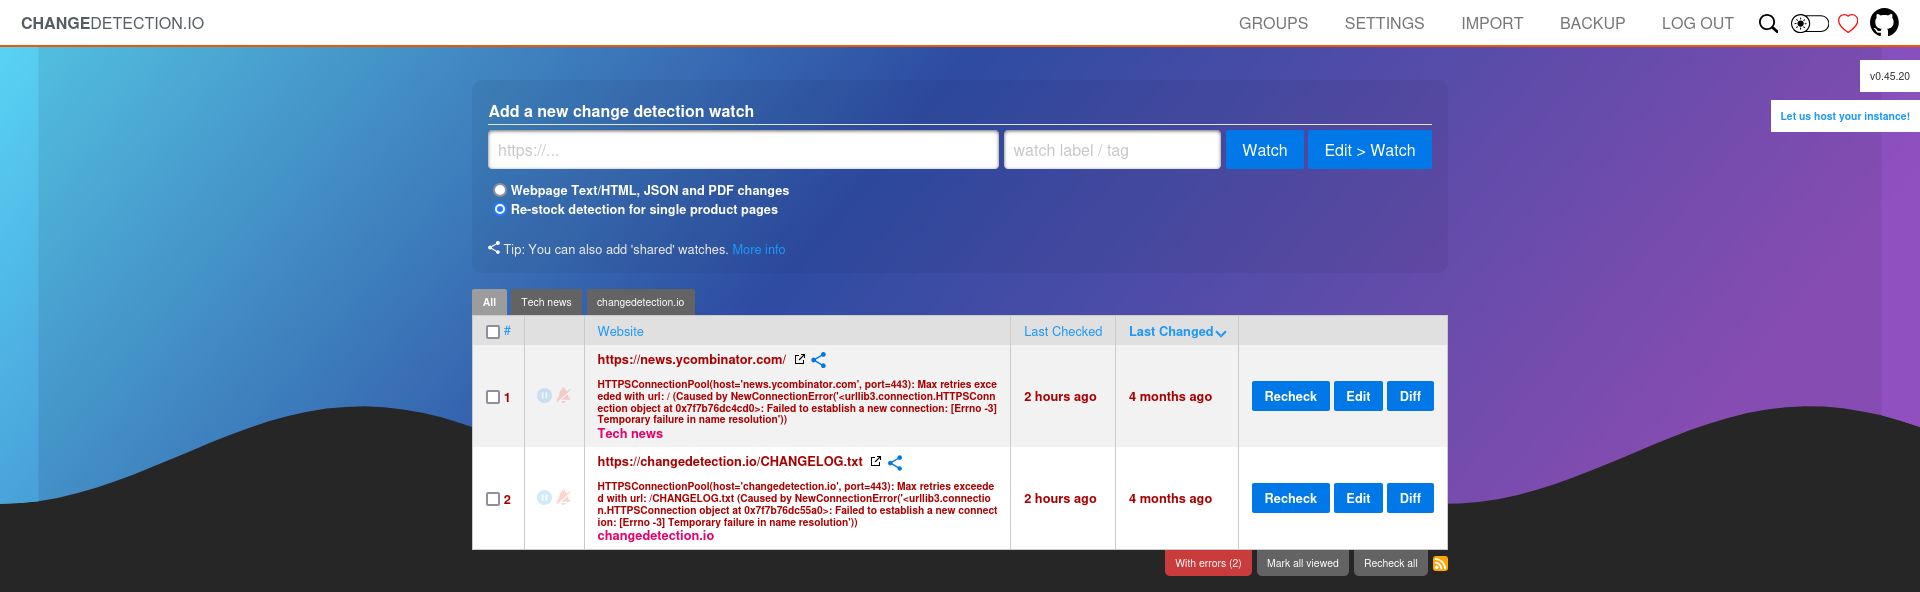 CHANGEDETECTION.IO
GROUPS SETTINGS IMPORT BACKUP LOG OUT
v0.45.20
Let us host your instance!
Add a new change detection watch
https://... watch label / tag Watch Edit > Watch
Webpage Text/HTML, JSON and PDF changes
Re-stock detection for single product pages
Tip: You can also add 'shared' watches. More info
All Tech news changedetection.io
# Website Last Checked Last Changed
https://news.ycombinator.com/
HTTPSConnectionPool(host='news.ycombinator.com', port=443): Max retries exce
eded with url: / (Caused by NewConnectionError('<urllib3.connection.HTTPSConn
ection object at 0x7f7b76dc4cd0>: Failed to establish a new connection: [Errno -3]
Temporary failure in name resolution'))
Tech news
1 2 hours ago 4 months ago Recheck Edit Diff
https://changedetection.io/CHANGELOG.txt
HTTPSConnectionPool(host='changedetection.io', port=443): Max retries exceede
d with url: /CHANGELOG.txt (Caused by NewConnectionError('<urllib3.connectio
n.HTTPSConnection object at 0x7f7b76dc55a0>: Failed to establish a new connect
ion: [Errno -3] Temporary failure in name resolution'))
changedetection.io
2 2 hours ago 4 months ago Recheck Edit Diff
With errors (2) Mark all viewed Recheck all